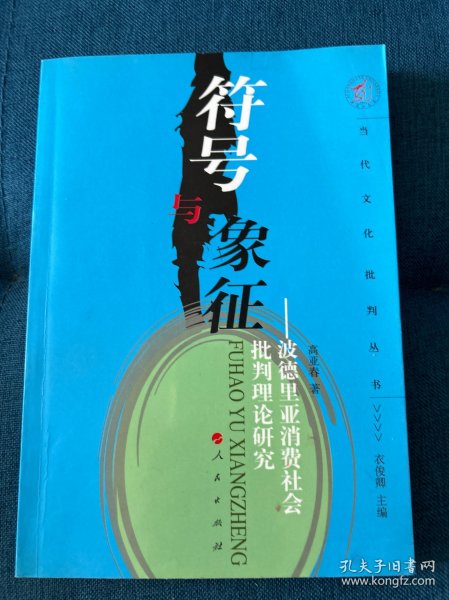 符号
与
象征
——波德里亚消费社会
批判理论研究
FUHAO YU XIANGZHENG
高亚春 著
人民出版社
当代文化批判丛书
衣俊卿 主编
孔夫子旧书网
www.kongfz.com